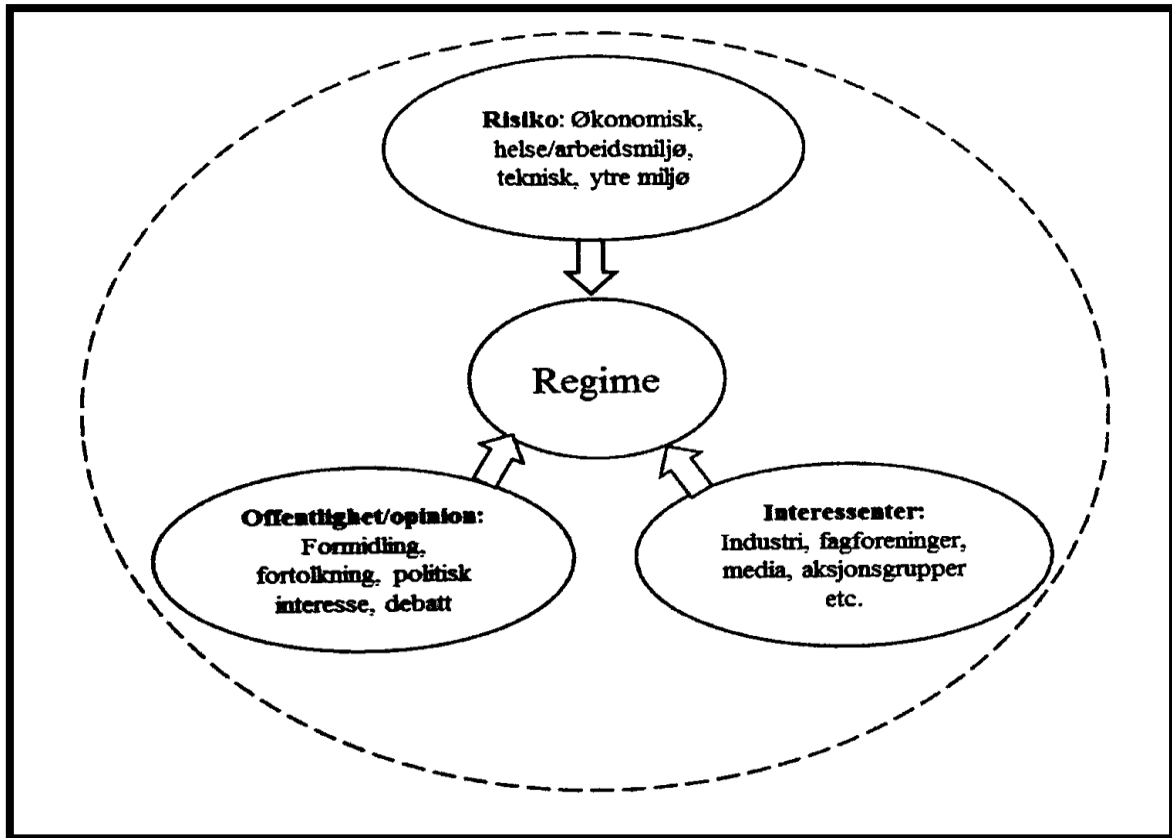 Risiko: Økonomisk,
helse/arbeidsmiljø,
teknisk, ytre miljø
Regime
Offentlighet/opinion:
Formidling,
fortolkning, politisk
interesse, debatt
Interessenter:
Industri, fagforeninger,
media, aksjonsgrupper
etc.